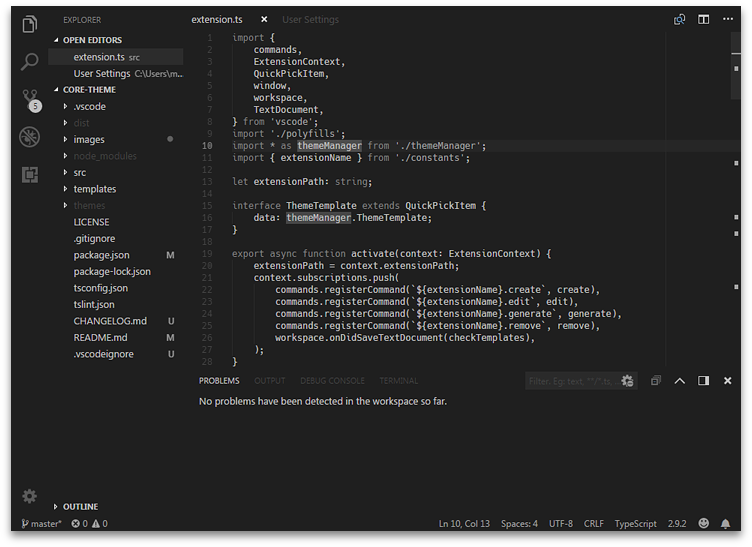 EXPLORER
OPEN EDITORS
extension.ts src
User Settings C:\Users\m...
CORE-THEME
.vscode
dist
images
node_modules
src
templates
themes
LICENSE
.gitignore
package.json M
package-lock.json
tsconfig.json
tslint.json
CHANGELOG.md U
README.md M
.vscodeignore U
OUTLINE
5
extension.ts User Settings
1 import {
2 commands,
3 ExtensionContext,
4 QuickPickItem,
5 window,
6 workspace,
7 TextDocument,
8 } from 'vscode';
9 import './polyfills';
10 import * as themeManager from './themeManager';
11 import { extensionName } from './constants';
12
13 let extensionPath: string;
14
15 interface ThemeTemplate extends QuickPickItem {
16 data: themeManager.ThemeTemplate;
17 }
18
19 export async function activate(context: ExtensionContext) {
20 extensionPath = context.extensionPath;
21 context.subscriptions.push(
22 commands.registerCommand(`${extensionName}.create`, create),
23 commands.registerCommand(`${extensionName}.edit`, edit),
24 commands.registerCommand(`${extensionName}.generate`, generate),
25 commands.registerCommand(`${extensionName}.remove`, remove),
26 workspace.onDidSaveTextDocument(checkTemplates),
27 );
28 }
PROBLEMS OUTPUT DEBUG CONSOLE TERMINAL
Filter. Eg: text, "**/*.ts,
No problems have been detected in the workspace so far.
master* 0 0 Ln 10, Col 13 Spaces: 4 UTF-8 CRLF TypeScript 2.9.2